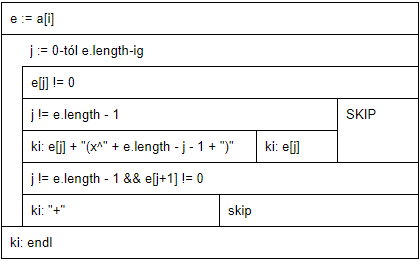 e := a[i]
j := 0-tól e.length-ig
e[j] != 0
j != e.length - 1
SKIP
ki: e[j] + "(x^" + e.length - j - 1 + ")"
ki: e[j]
j != e.length - 1 && e[j+1] != 0
ki: "+"
skip
ki: endl